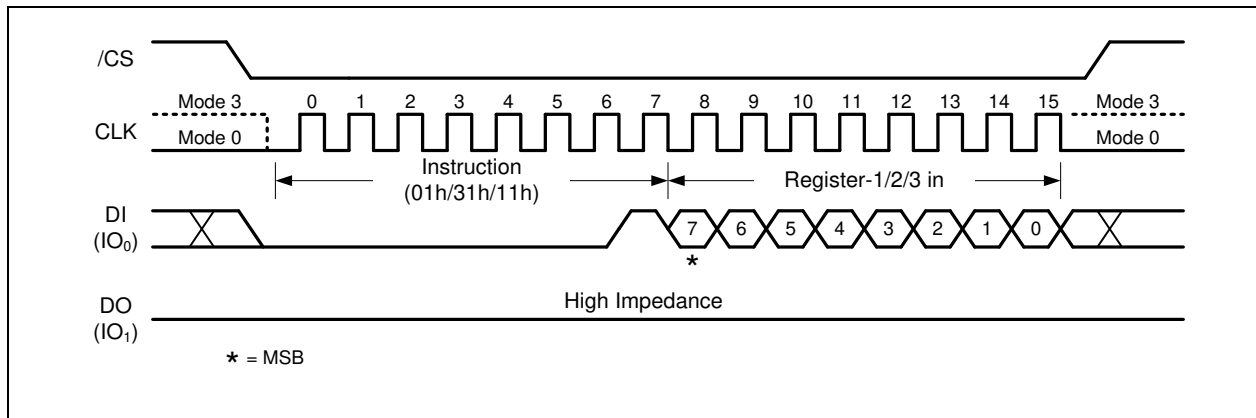 /CS
Mode 3 0 1 2 3 4 5 6 7 8 9 10 11 12 13 14 15 Mode 3
CLK Mode 0 Mode 0
Instruction
(01h/31h/11h)
Register-1/2/3 in
DI
(IO₀)
7 6 5 4 3 2 1 0
*
High Impedance
DO
(IO₁)
* = MSB